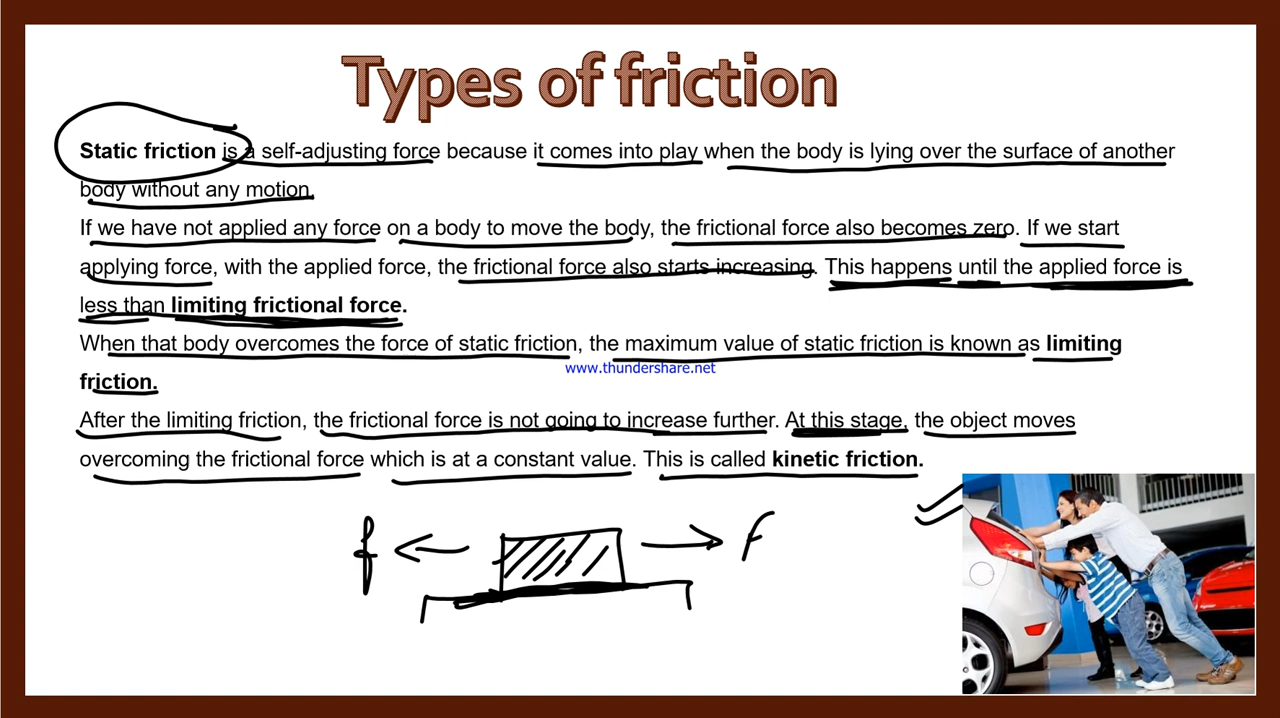 Types of friction
Static friction is a self-adjusting force because it comes into play when the body is lying over the surface of another
body without any motion.
If we have not applied any force on a body to move the body, the frictional force also becomes zero. If we start
applying force, with the applied force, the frictional force also starts increasing. This happens until the applied force is
less than limiting frictional force.
When that body overcomes the force of static friction, the maximum value of static friction is known as limiting
www.thundershare.net
friction.
After the limiting friction, the frictional force is not going to increase further. At this stage, the object moves
overcoming the frictional force which is at a constant value. This is called kinetic friction.
f F